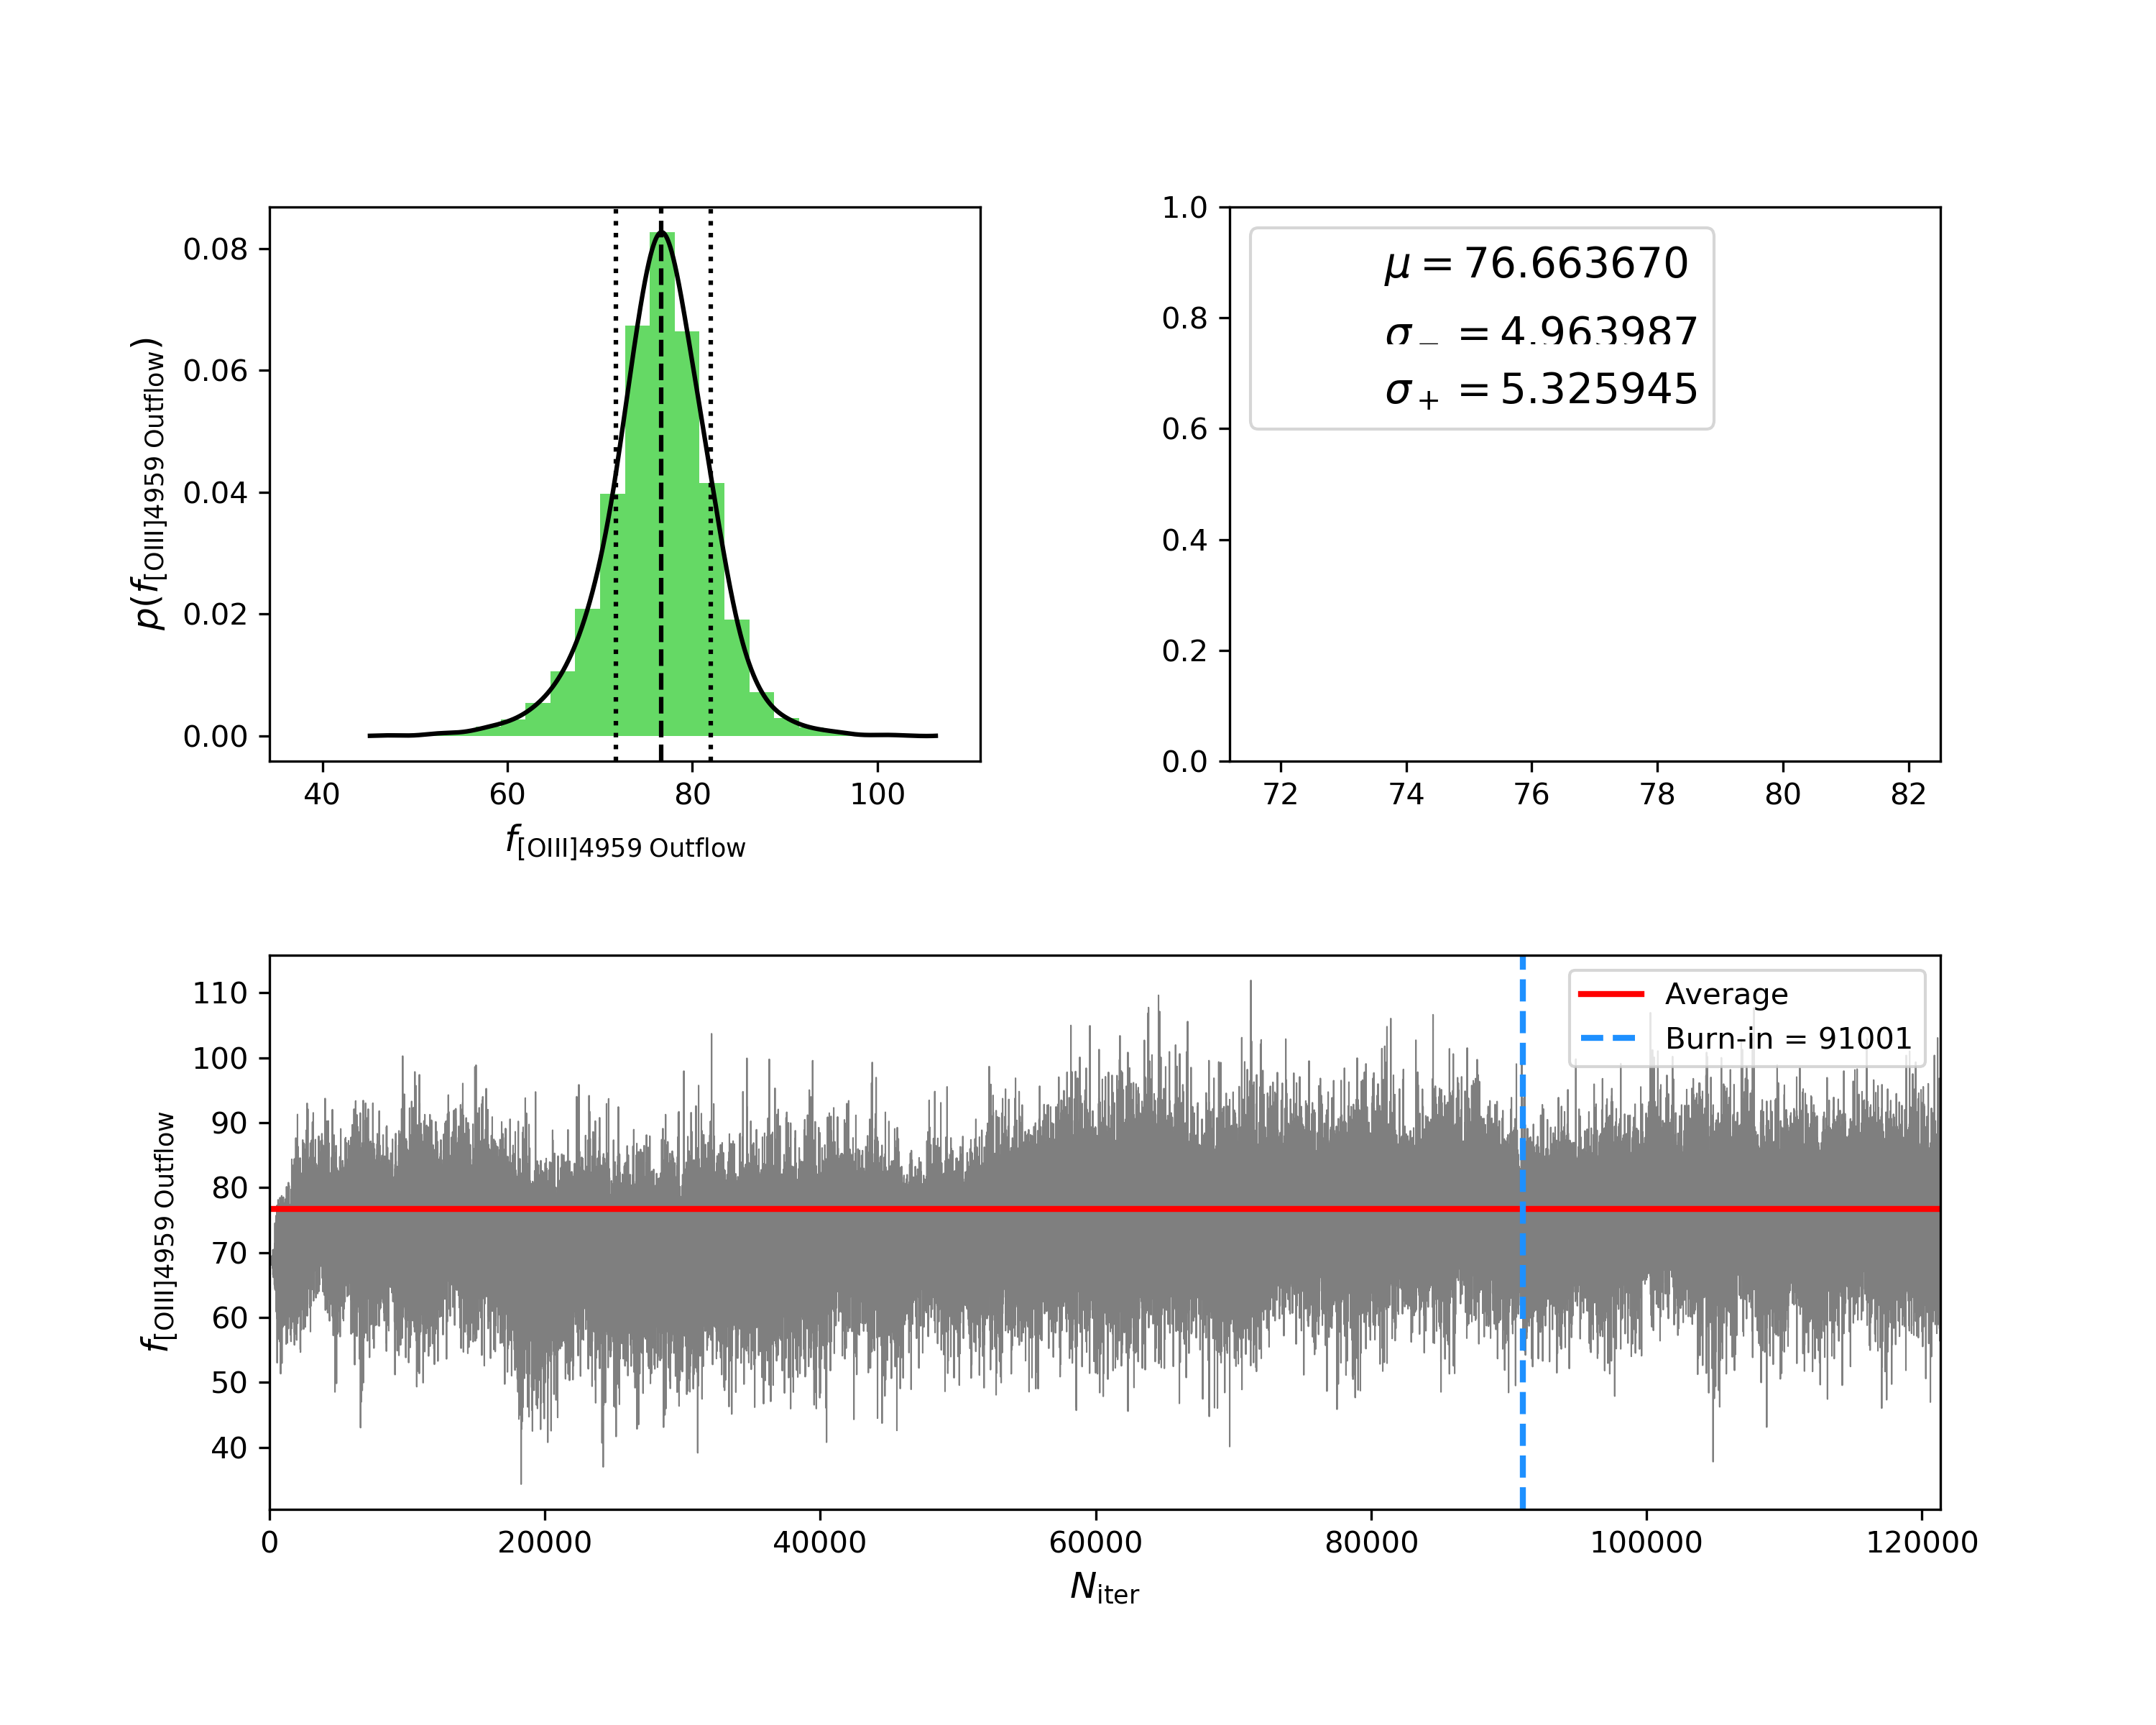 0.08
0.06
0.04
0.02
0.00
p(f[OIII]4959 Outflow)
40 60 80 100
f[OIII]4959 Outflow
1.0
0.8
0.6
0.4
0.2
0.0
μ = 76.663670
σ− = 4.963987
σ+ = 5.325945
72 74 76 78 80 82
110
100
90
80
70
60
50
40
f[OIII]4959 Outflow
Average
Burn-in = 91001
0 20000 40000 60000 80000 100000 120000
Niter